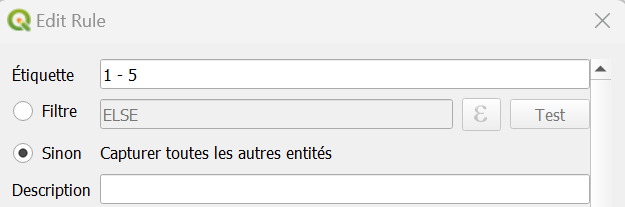 Edit Rule
Étiquette 1 - 5
Filtre ELSE ε Test
Sinon Capturer toutes les autres entités
Description